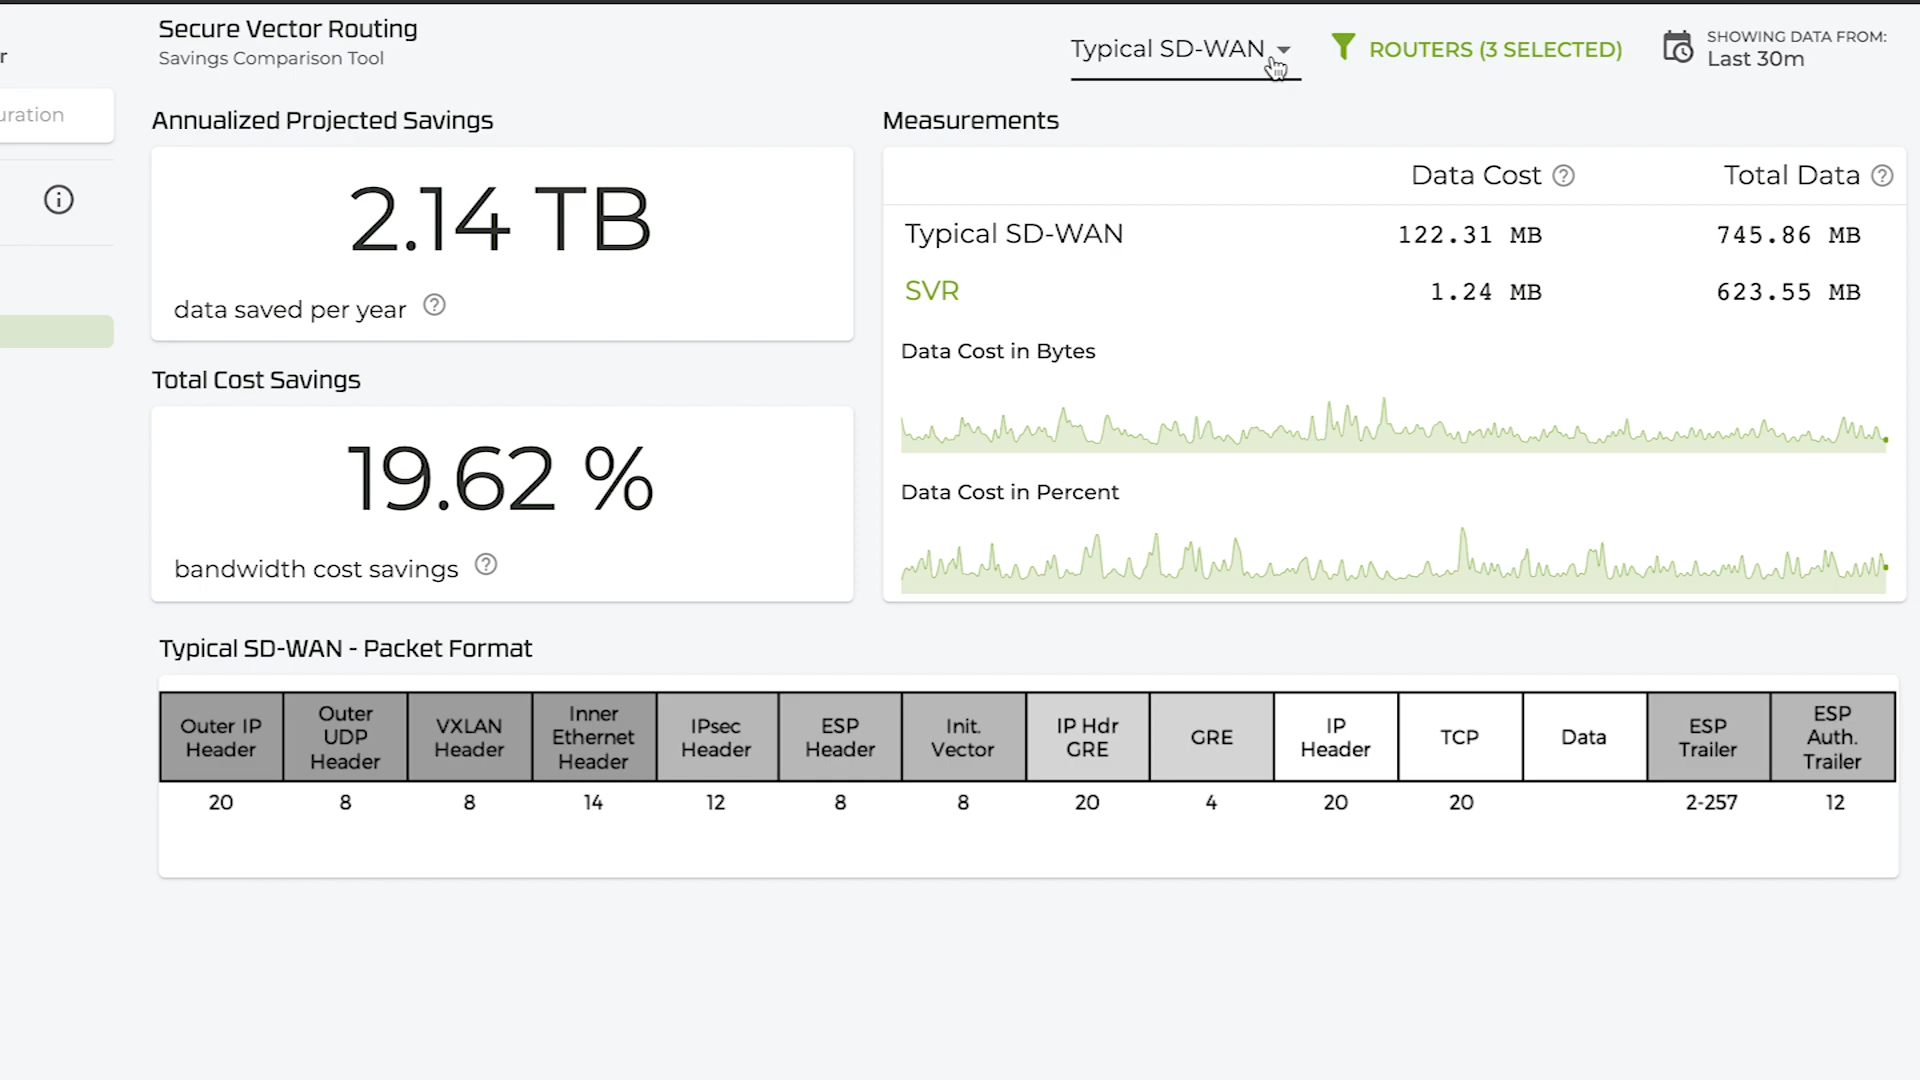 Secure Vector Routing
Savings Comparison Tool
Typical SD-WAN
ROUTERS (3 SELECTED)
SHOWING DATA FROM:
Last 30m
r
uration
Annualized Projected Savings
2.14 TB
data saved per year
Total Cost Savings
19.62 %
bandwidth cost savings
Measurements
Data Cost Total Data
Typical SD-WAN 122.31 MB 745.86 MB
SVR 1.24 MB 623.55 MB
Data Cost in Bytes
Data Cost in Percent
Typical SD-WAN - Packet Format
Outer IP
Header
Outer
UDP
Header
VXLAN
Header
Inner
Ethernet
Header
IPsec
Header
ESP
Header
Init.
Vector
IP Hdr
GRE
GRE
IP
Header
TCP
Data
ESP
Trailer
ESP
Auth.
Trailer
20 8 8 14 12 8 8 20 4 20 20 2-257 12